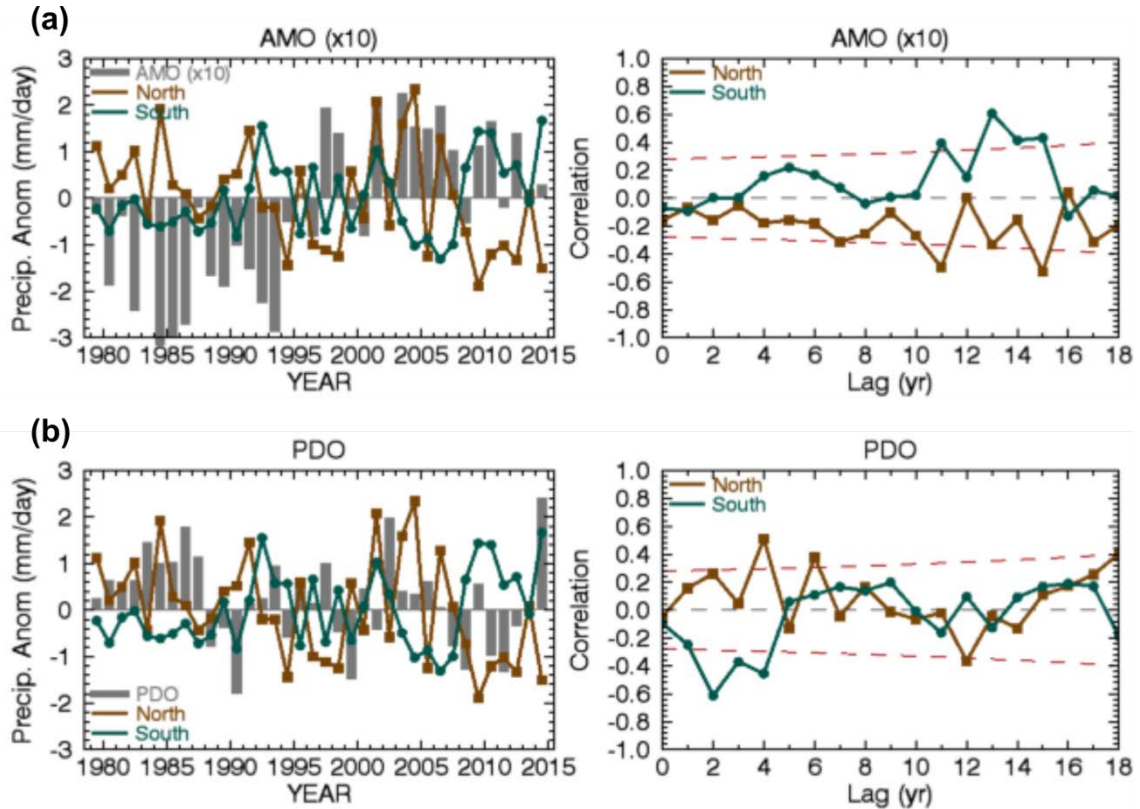 (a)
AMO (x10)
AMO (x10)
North
South
Precip. Anom (mm/day)
3
2
1
0
-1
-2
-3
1980 1985 1990 1995 2000 2005 2010 2015
YEAR
AMO (x10)
North
South
Correlation
1.0
0.8
0.6
0.4
0.2
0.0
-0.2
-0.4
-0.6
-0.8
-1.0
0 2 4 6 8 10 12 14 16 18
Lag (yr)
(b)
PDO
Precip. Anom (mm/day)
3
2
1
0
-1
-2
-3
PDO
North
South
1980 1985 1990 1995 2000 2005 2010 2015
YEAR
PDO
North
South
Correlation
1.0
0.8
0.6
0.4
0.2
0.0
-0.2
-0.4
-0.6
-0.8
-1.0
0 2 4 6 8 10 12 14 16 18
Lag (yr)